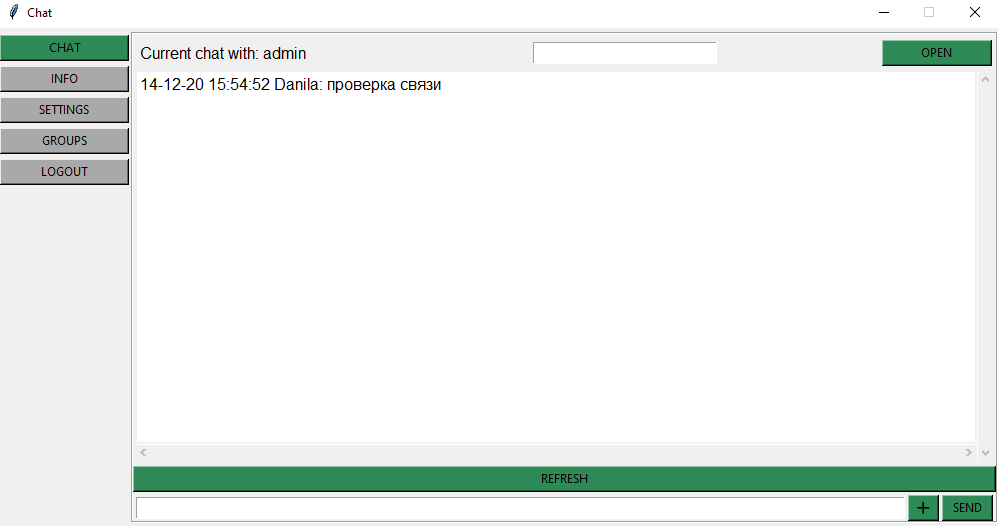 Chat
CHAT
INFO
SETTINGS
GROUPS
LOGOUT
Current chat with: admin
OPEN
14-12-20 15:54:52 Danila: проверка связи
REFRESH
+
SEND